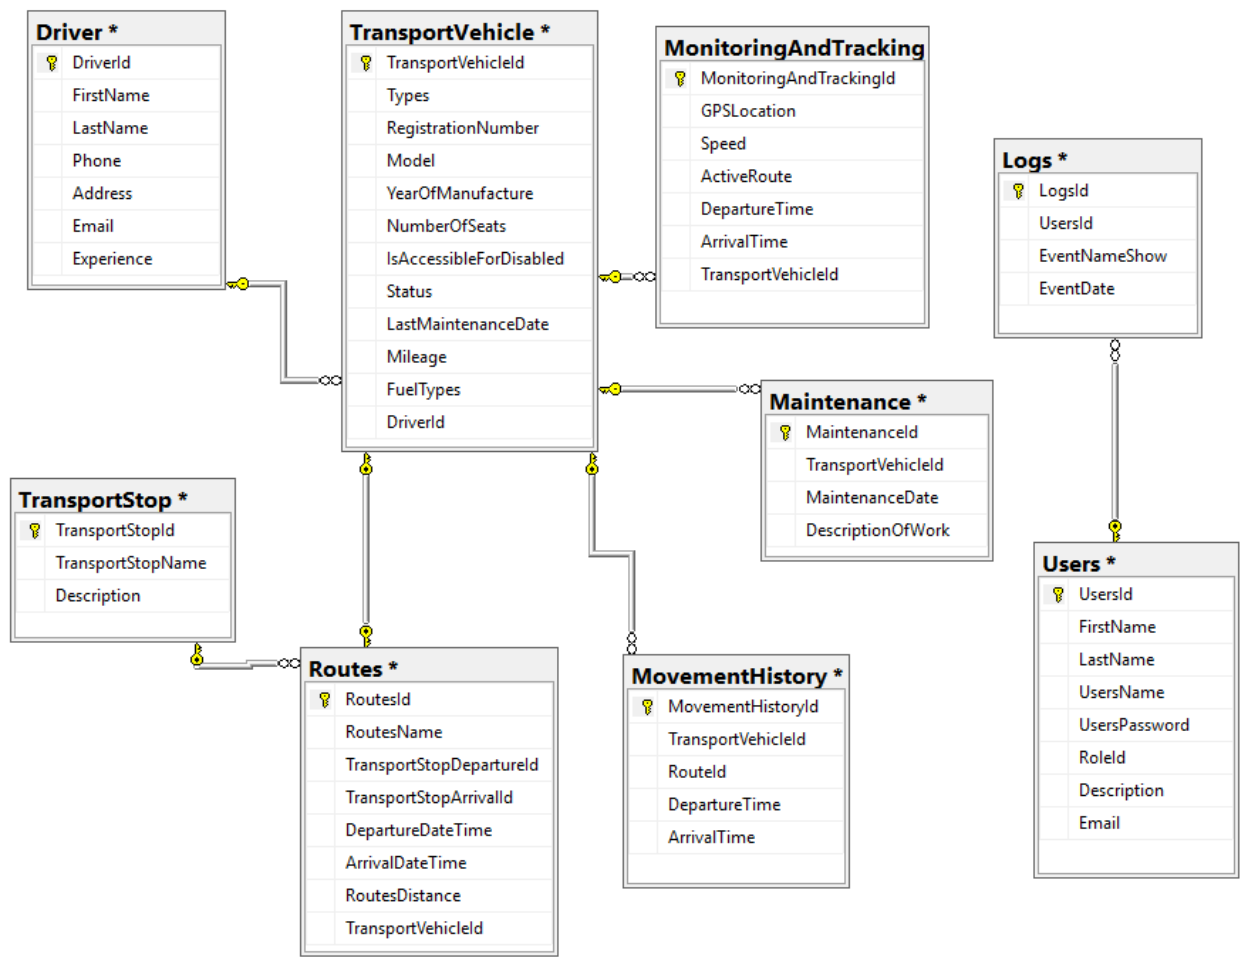 Driver *
DriverId
FirstName
LastName
Phone
Address
Email
Experience
TransportVehicle *
TransportVehicleId
Types
RegistrationNumber
Model
YearOfManufacture
NumberOfSeats
IsAccessibleForDisabled
Status
LastMaintenanceDate
Mileage
FuelTypes
DriverId
MonitoringAndTracking
MonitoringAndTrackingId
GPSLocation
Speed
ActiveRoute
DepartureTime
ArrivalTime
TransportVehicleId
Logs *
LogsId
UsersId
EventNameShow
EventDate
Maintenance *
MaintenanceId
TransportVehicleId
MaintenanceDate
DescriptionOfWork
TransportStop *
TransportStopId
TransportStopName
Description
Routes *
RoutesId
RoutesName
TransportStopDepartureId
TransportStopArrivalId
DepartureDateTime
ArrivalDateTime
RoutesDistance
TransportVehicleId
MovementHistory *
MovementHistoryId
TransportVehicleId
RouteId
DepartureTime
ArrivalTime
Users *
UsersId
FirstName
LastName
UsersName
UsersPassword
RoleId
Description
Email